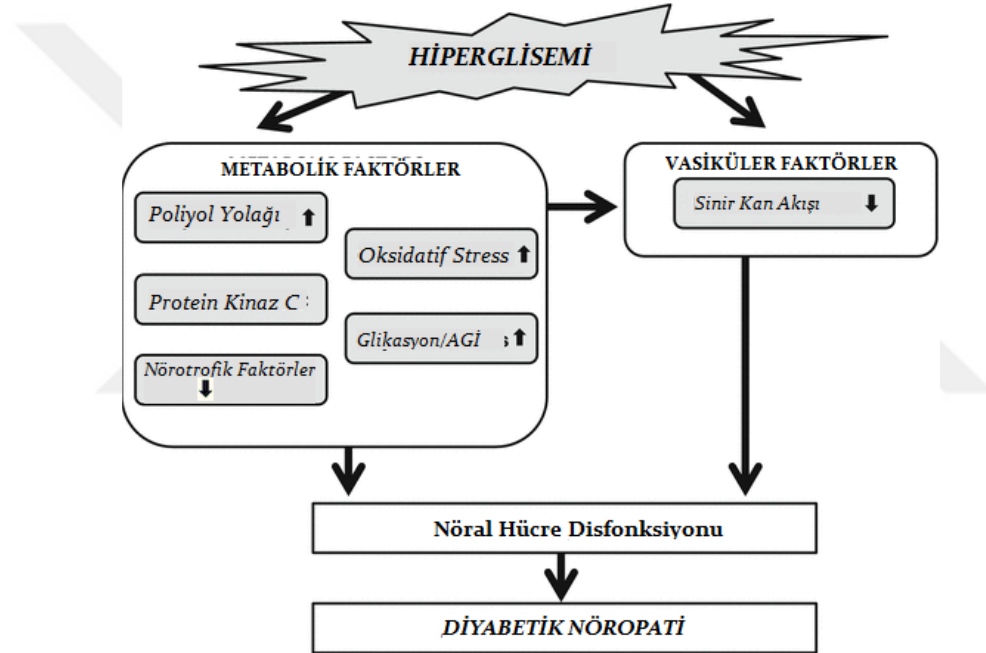 HİPERGLİSEMİ
METABOLİK FAKTÖRLER
Poliyol Yolağı ⬆
Oksidatif Stress ⬆
Protein Kinaz C
Glikasyon/AGİ ⬆
Nörotrofik Faktörler
⬇
VASİKÜLER FAKTÖRLER
Sinir Kan Akışı ⬇
Nöral Hücre Disfonksiyonu
DİYABETİK NÖROPATİ